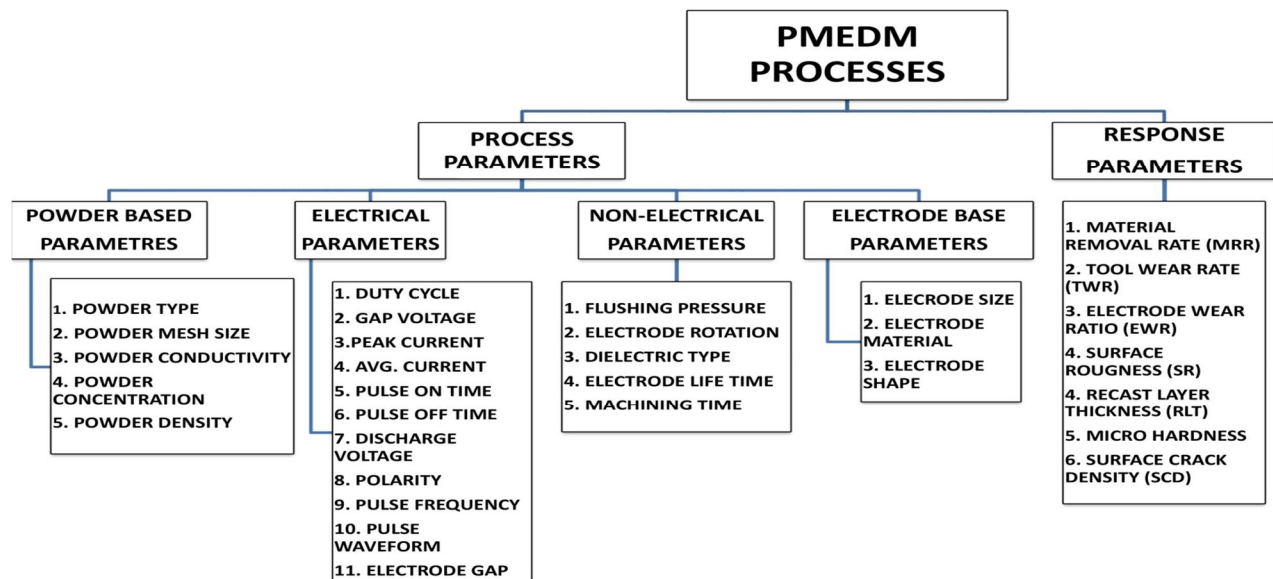 PMEDM
PROCESSES
PROCESS
PARAMETERS
RESPONSE
PARAMETERS
POWDER BASED
PARAMETRES
ELECTRICAL
PARAMETERS
NON-ELECTRICAL
PARAMETERS
ELECTRODE BASE
PARAMETERS
1. POWDER TYPE
2. POWDER MESH SIZE
3. POWDER CONDUCTIVITY
4. POWDER
CONCENTRATION
5. POWDER DENSITY
1. DUTY CYCLE
2. GAP VOLTAGE
3.PEAK CURRENT
4. AVG. CURRENT
5. PULSE ON TIME
6. PULSE OFF TIME
7. DISCHARGE
VOLTAGE
8. POLARITY
9. PULSE FREQUENCY
10. PULSE
WAVEFORM
11. ELECTRODE GAP
1. FLUSHING PRESSURE
2. ELECTRODE ROTATION
3. DIELECTRIC TYPE
4. ELECTRODE LIFE TIME
5. MACHINING TIME
1. ELECRODE SIZE
2. ELECTRODE
MATERIAL
3. ELECTRODE
SHAPE
1. MATERIAL
REMOVAL RATE (MRR)
2. TOOL WEAR RATE
(TWR)
3. ELECTRODE WEAR
RATIO (EWR)
4. SURFACE
ROUGNESS (SR)
4. RECAST LAYER
THICKNESS (RLT)
5. MICRO HARDNESS
6. SURFACE CRACK
DENSITY (SCD)